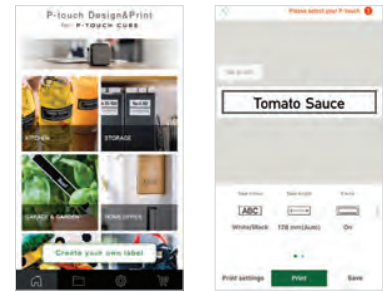 P-touch Design&Print
for P-TOUCH CUBE
KITCHEN
STORAGE
GARAGE & GARDEN
HOME OFFICE
Create your own label
Please select your P-touch.
Tomato Sauce
Tape colour
Tape length
Frame
ABC
White/Black
128 mm(Auto)
On
Print settings
Print
Save